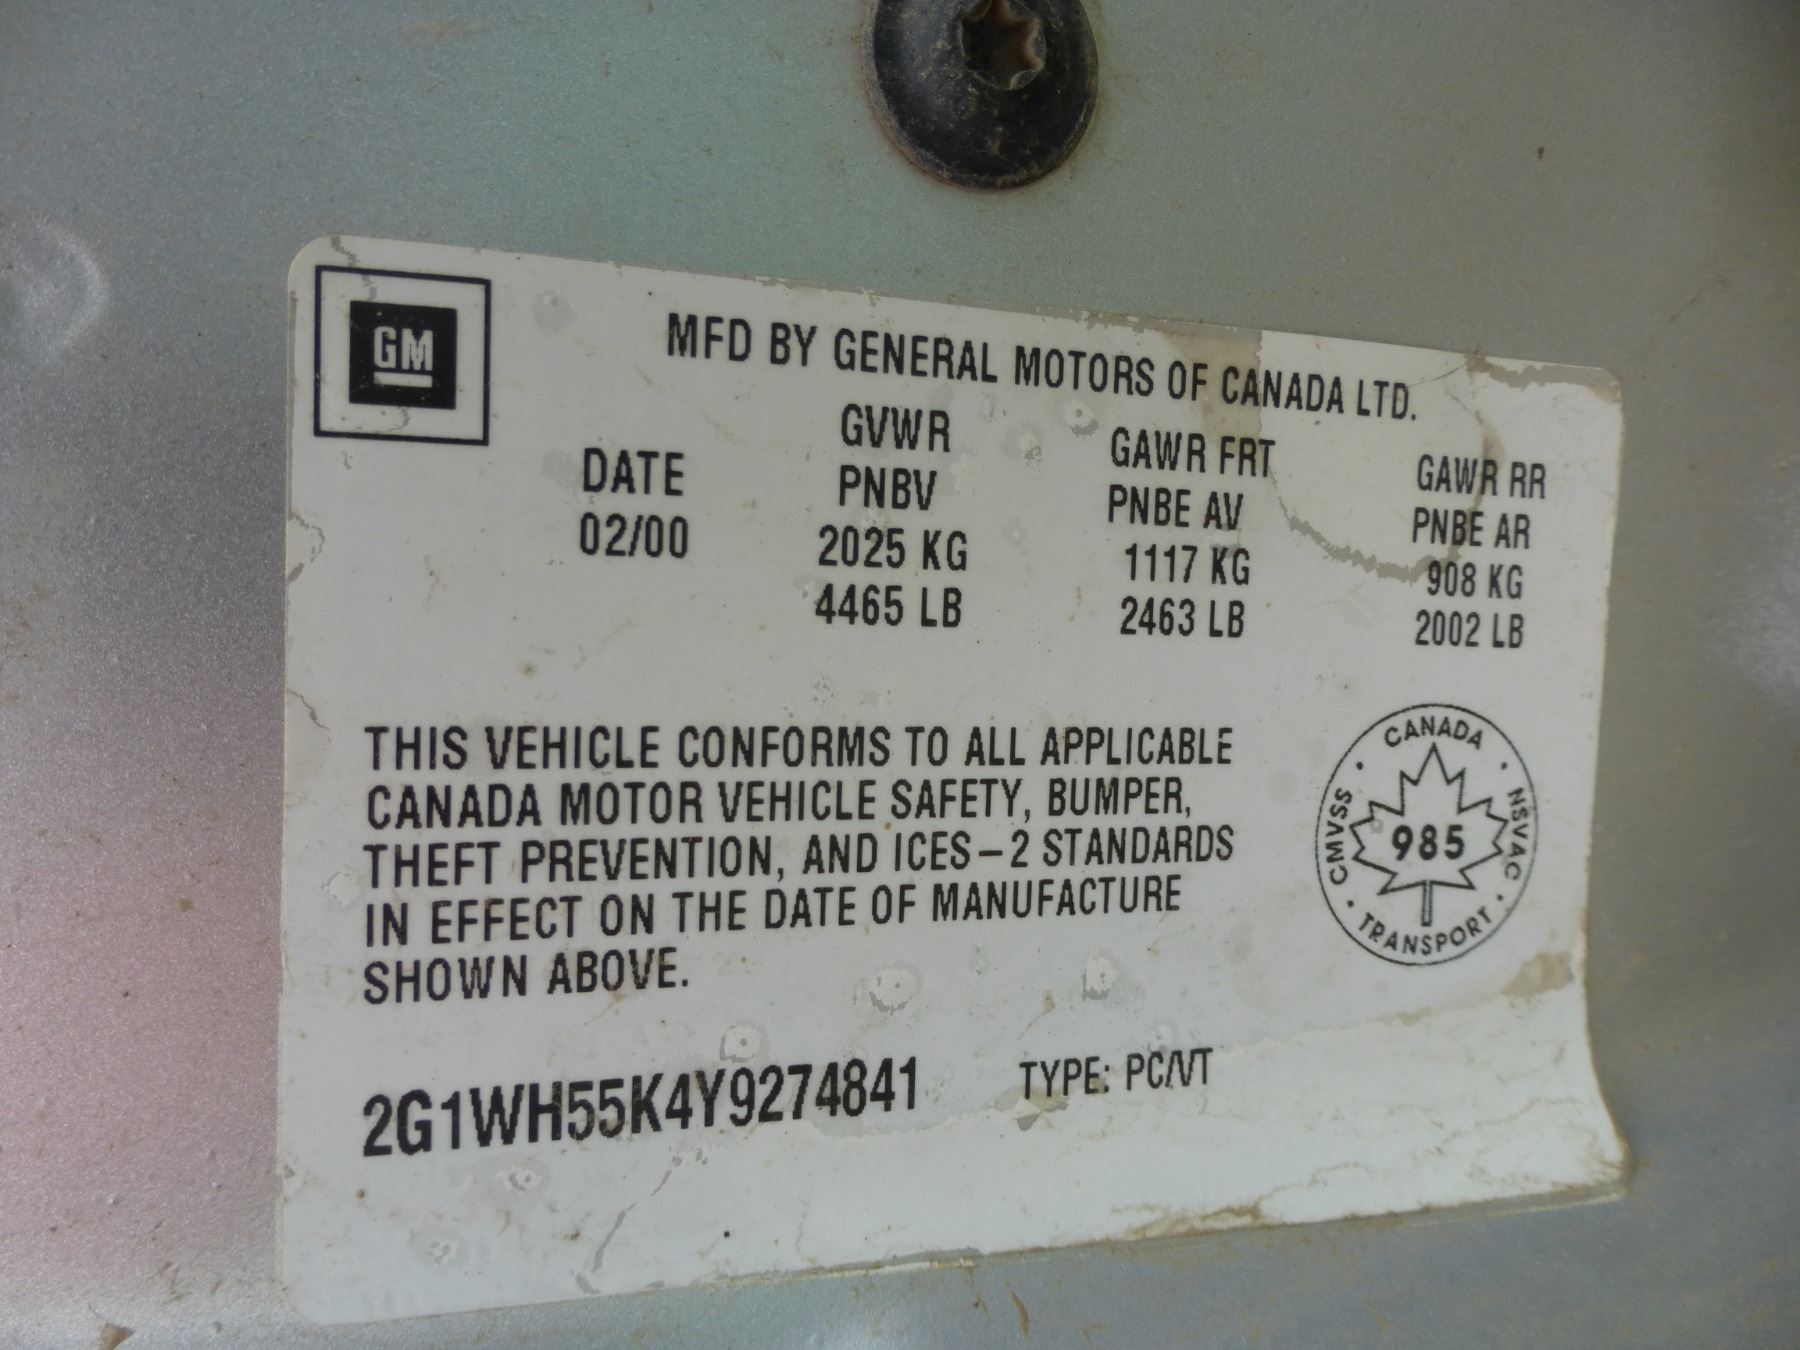 GM
MFD BY GENERAL MOTORS OF CANADA LTD.
DATE
02/00
GVWR
PNBV
2025 KG
4465 LB
GAWR FRT
PNBE AV
1117 KG
2463 LB
GAWR RR
PNBE AR
908 KG
2002 LB
THIS VEHICLE CONFORMS TO ALL APPLICABLE
CANADA MOTOR VEHICLE SAFETY, BUMPER,
THEFT PREVENTION, AND ICES-2 STANDARDS
IN EFFECT ON THE DATE OF MANUFACTURE
SHOWN ABOVE.
CANADA
CMVSS
985
NSVAC
TRANSPORT
2G1WH55K4Y9274841
TYPE: PC/VT